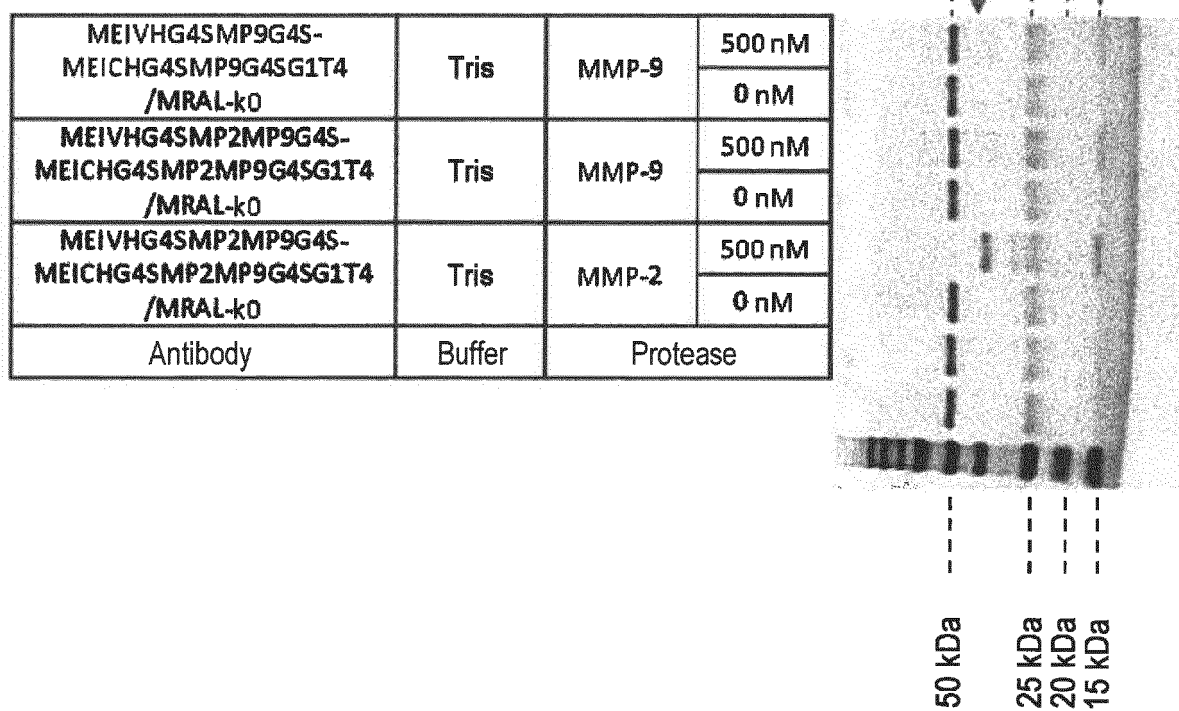 MEIVHG4SMP9G4S-
MEICHG4SMP9G4SG1T4
/MRAL-k0
Tris
MMP-9
500 nM
0 nM
MEIVHG4SMP2MP9G4S-
MEICHG4SMP2MP9G4SG1T4
/MRAL-k0
Tris
MMP-9
500 nM
0 nM
MEIVHG4SMP2MP9G4S-
MEICHG4SMP2MP9G4SG1T4
/MRAL-k0
Tris
MMP-2
500 nM
0 nM
Antibody
Buffer
Protease
50 kDa
25 kDa
20 kDa
15 kDa